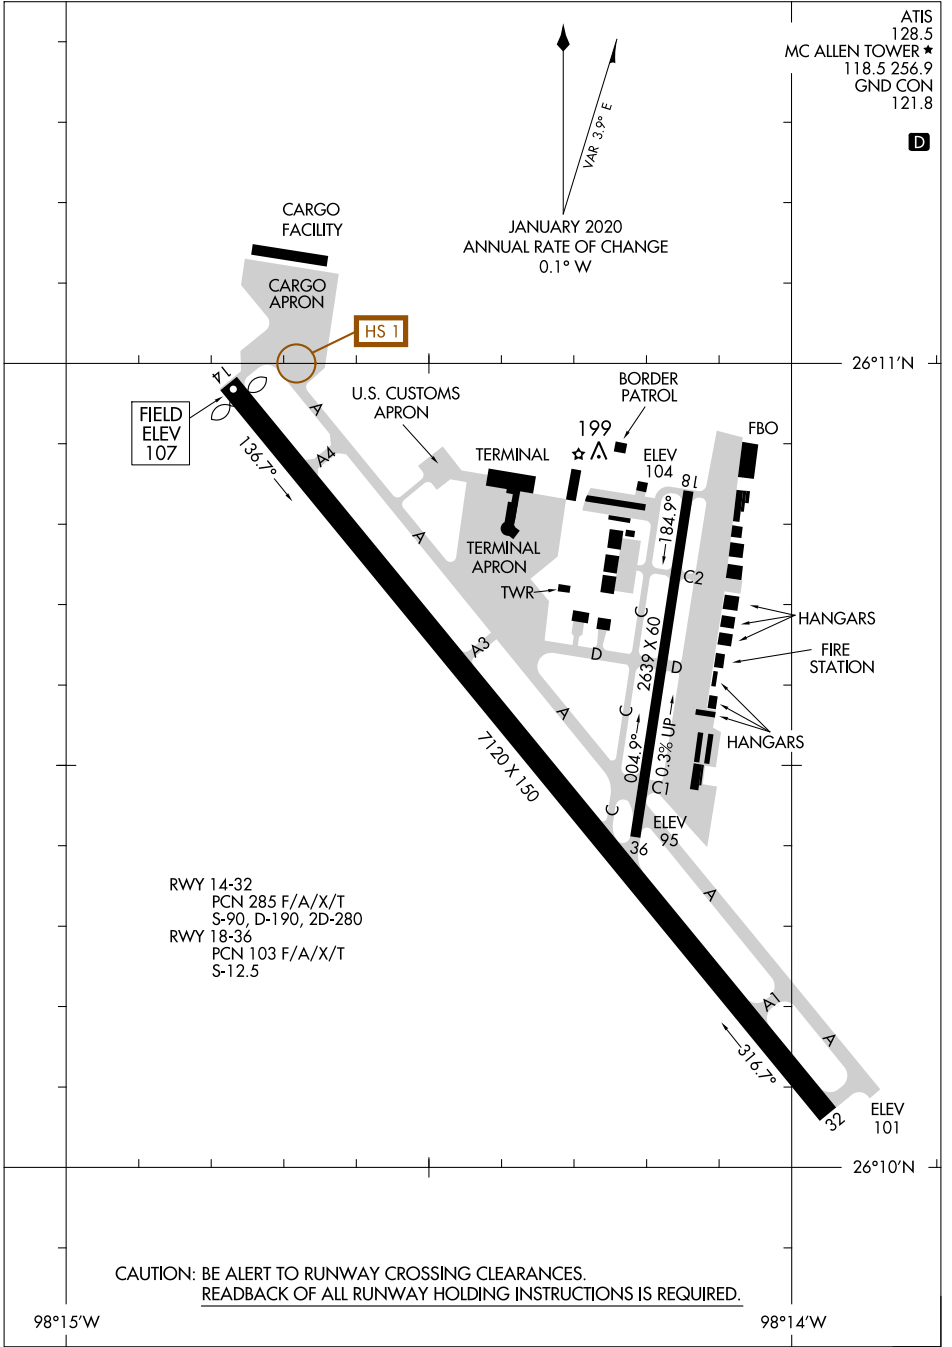 ATIS
128.5
MC ALLEN TOWER ★
118.5 256.9
GND CON
121.8
D
VAR 3.9° E
JANUARY 2020
ANNUAL RATE OF CHANGE
0.1° W
CARGO
FACILITY
CARGO
APRON
HS 1
26°11'N
14
FIELD
ELEV
107
136.7°
A
A4
U.S. CUSTOMS
APRON
BORDER
PATROL
199
FBO
TERMINAL
ELEV
104
18
184.9°
A
TERMINAL
APRON
TWR
C2
C
HANGARS
FIRE
STATION
A3
D
2639 X 60
D
A
C
004.9°
0.3% UP
HANGARS
7120 X 150
C1
C
ELEV
95
36
A
RWY 14-32
PCN 285 F/A/X/T
S-90, D-190, 2D-280
RWY 18-36
PCN 103 F/A/X/T
S-12.5
A1
A
316.7°
32
ELEV
101
26°10'N
CAUTION: BE ALERT TO RUNWAY CROSSING CLEARANCES.
READBACK OF ALL RUNWAY HOLDING INSTRUCTIONS IS REQUIRED.
98°15'W
98°14'W